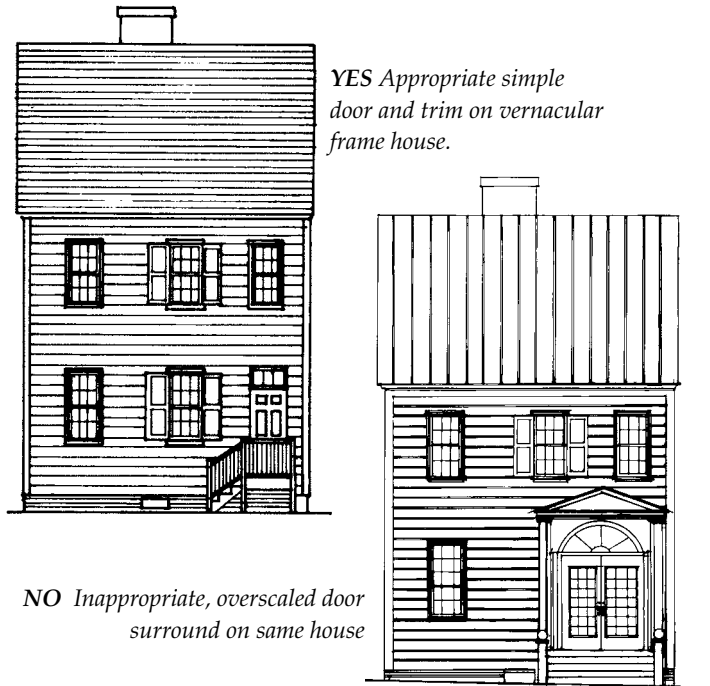 YES Appropriate simple
door and trim on vernacular
frame house.
NO Inappropriate, overscaled door
surround on same house